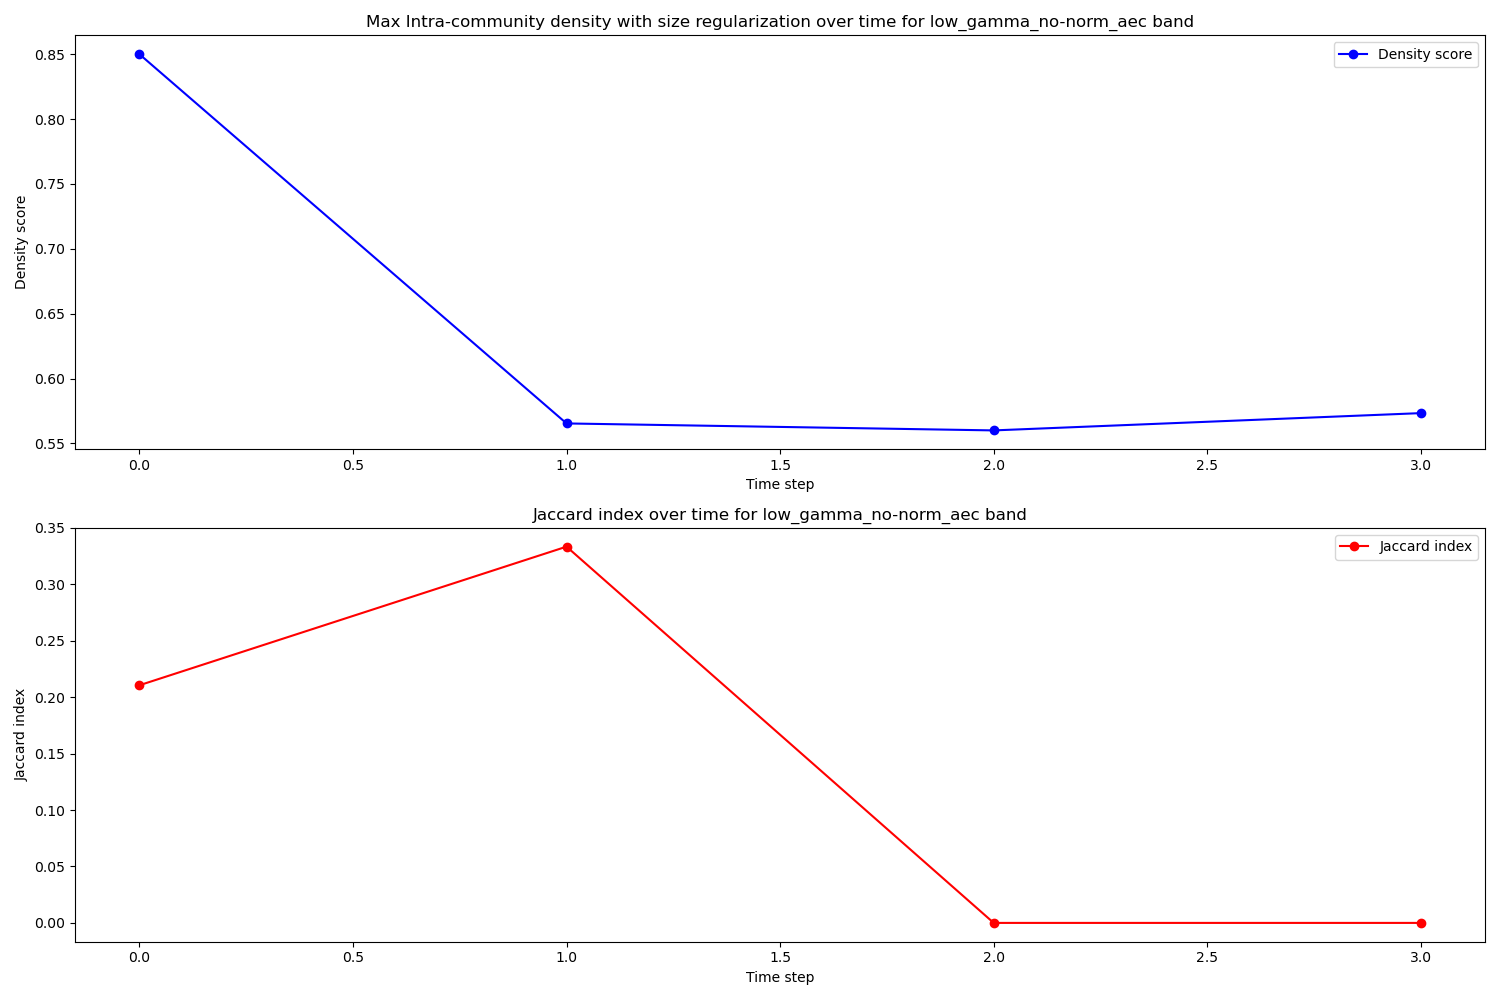 Max Intra-community density with size regularization over time for low_gamma_no-norm_aec band
Density score
0.85
0.80
0.75
0.70
0.65
0.60
0.55
Density score
0.0 0.5 1.0 1.5 2.0 2.5 3.0
Time step
Jaccard index over time for low_gamma_no-norm_aec band
Jaccard index
0.35
0.30
0.25
0.20
0.15
0.10
0.05
0.00
Jaccard index
0.0 0.5 1.0 1.5 2.0 2.5 3.0
Time step